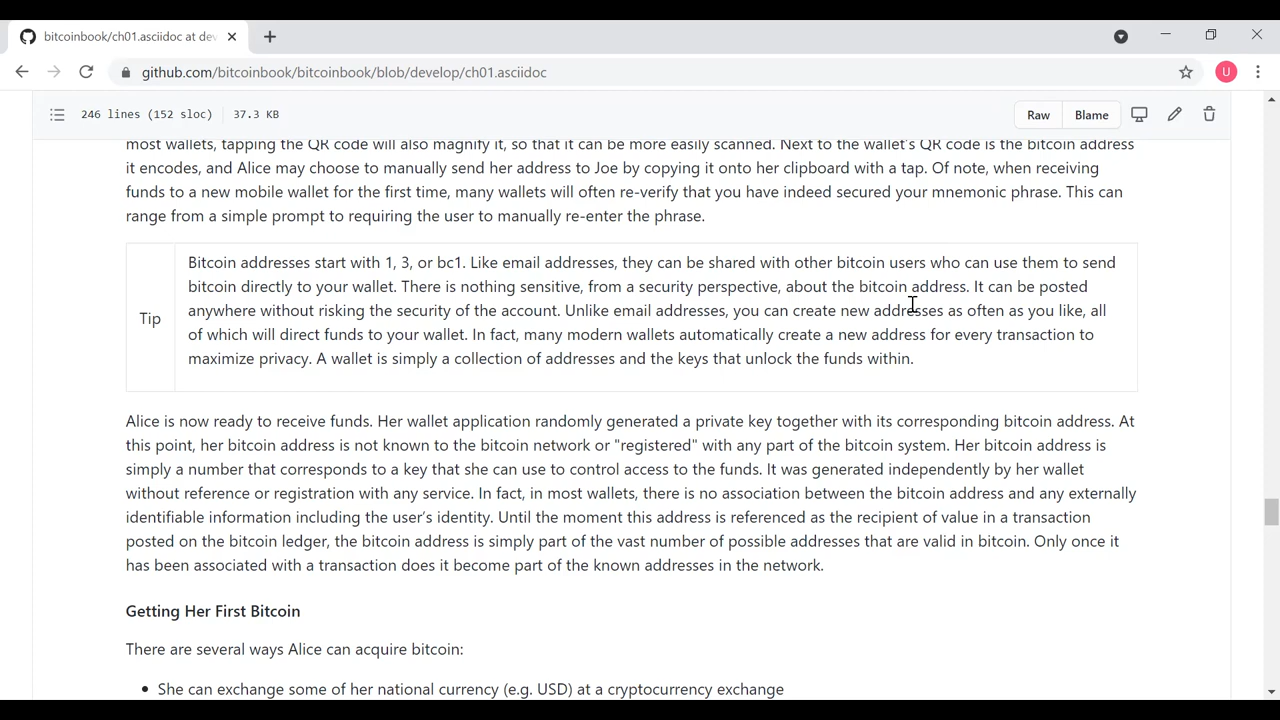 bitcoinbook/ch01.asciidoc at dev
github.com/bitcoinbook/bitcoinbook/blob/develop/ch01.asciidoc
U
246 lines (152 sloc) 37.3 KB
Raw Blame
most wallets, tapping the QR code will also magnify it, so that it can be more easily scanned. Next to the wallet's QR code is the bitcoin address
it encodes, and Alice may choose to manually send her address to Joe by copying it onto her clipboard with a tap. Of note, when receiving
funds to a new mobile wallet for the first time, many wallets will often re-verify that you have indeed secured your mnemonic phrase. This can
range from a simple prompt to requiring the user to manually re-enter the phrase.
Tip
Bitcoin addresses start with 1, 3, or bc1. Like email addresses, they can be shared with other bitcoin users who can use them to send
bitcoin directly to your wallet. There is nothing sensitive, from a security perspective, about the bitcoin address. It can be posted
anywhere without risking the security of the account. Unlike email addresses, you can create new addresses as often as you like, all
of which will direct funds to your wallet. In fact, many modern wallets automatically create a new address for every transaction to
maximize privacy. A wallet is simply a collection of addresses and the keys that unlock the funds within.
Alice is now ready to receive funds. Her wallet application randomly generated a private key together with its corresponding bitcoin address. At
this point, her bitcoin address is not known to the bitcoin network or "registered" with any part of the bitcoin system. Her bitcoin address is
simply a number that corresponds to a key that she can use to control access to the funds. It was generated independently by her wallet
without reference or registration with any service. In fact, in most wallets, there is no association between the bitcoin address and any externally
identifiable information including the user's identity. Until the moment this address is referenced as the recipient of value in a transaction
posted on the bitcoin ledger, the bitcoin address is simply part of the vast number of possible addresses that are valid in bitcoin. Only once it
has been associated with a transaction does it become part of the known addresses in the network.
Getting Her First Bitcoin
There are several ways Alice can acquire bitcoin:
• She can exchange some of her national currency (e.g. USD) at a cryptocurrency exchange